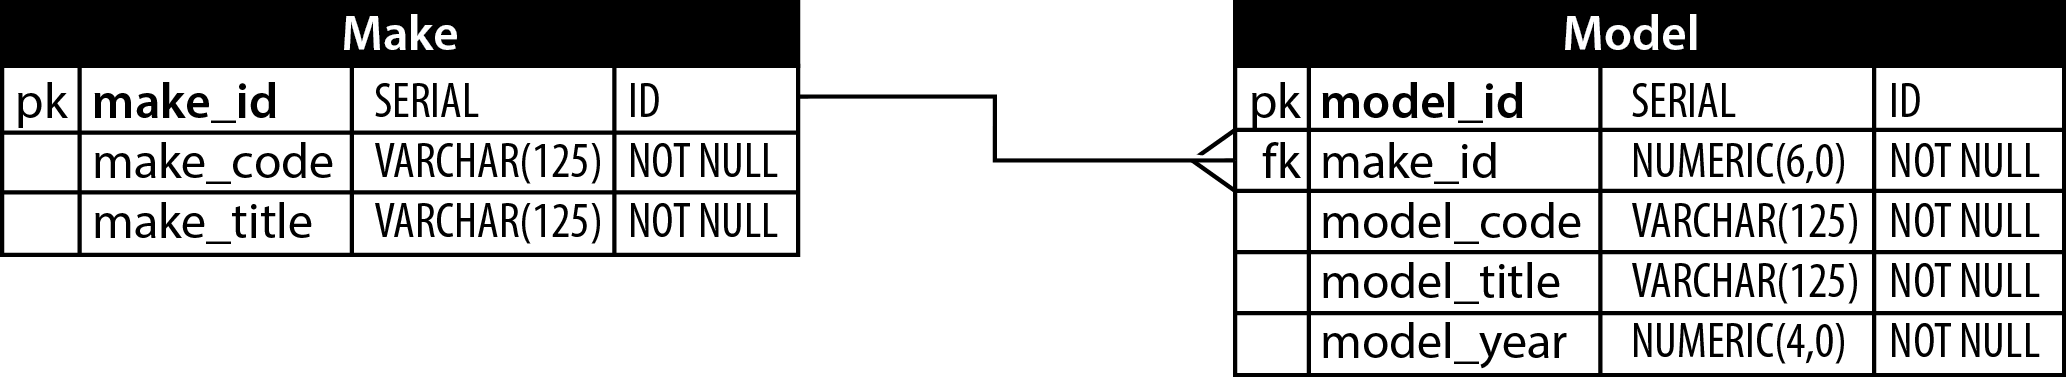 Make
pk make_id SERIAL ID
make_code VARCHAR(125) NOT NULL
make_title VARCHAR(125) NOT NULL
Model
pk model_id SERIAL ID
fk make_id NUMERIC(6,0) NOT NULL
model_code VARCHAR(125) NOT NULL
model_title VARCHAR(125) NOT NULL
model_year NUMERIC(4,0) NOT NULL